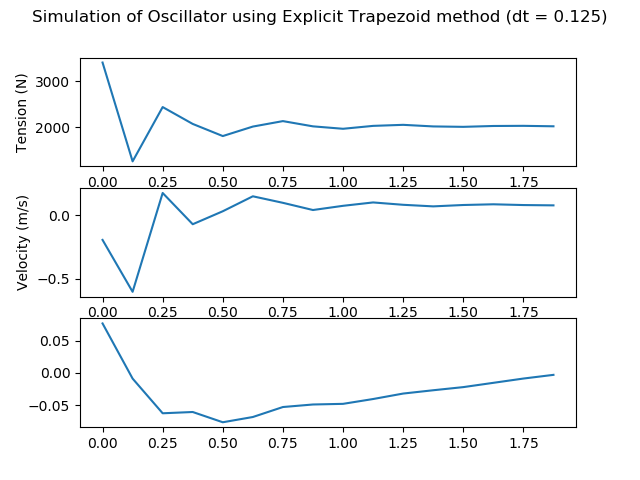 Simulation of Oscillator using Explicit Trapezoid method (dt = 0.125)
Tension (N)
3000
2000
0.00 0.25 0.50 0.75 1.00 1.25 1.50 1.75
Velocity (m/s)
0.0
−0.5
0.00 0.25 0.50 0.75 1.00 1.25 1.50 1.75
0.05
0.00
−0.05
0.00 0.25 0.50 0.75 1.00 1.25 1.50 1.75